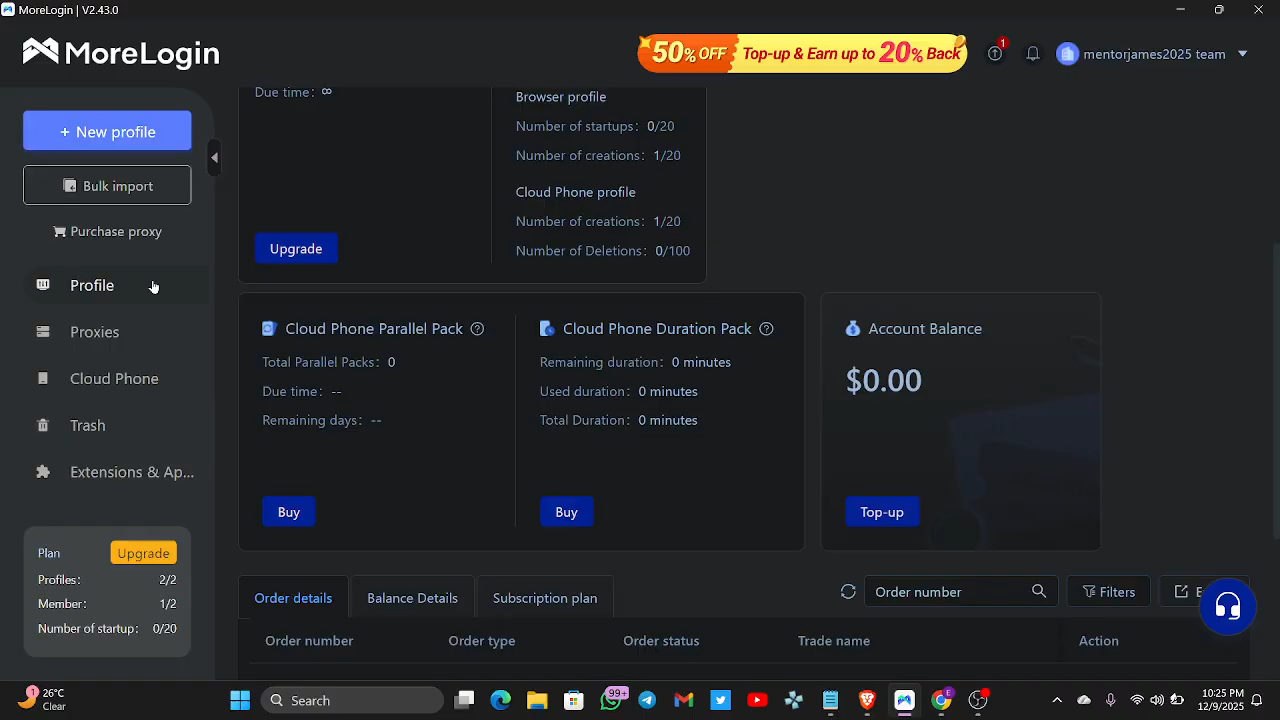 MoreLogin | V2.43.0
MoreLogin
50% OFF Top-up & Earn up to 20% Back
1
mentorjames2025 team
+ New profile
Bulk import
Purchase proxy
Profile
Proxies
Cloud Phone
Trash
Extensions & Ap...
Plan
Upgrade
Profiles: 2/2
Member: 1/2
Number of startup: 0/20
Due time: ∞
Upgrade
Browser profile
Number of startups: 0/20
Number of creations: 1/20
Cloud Phone profile
Number of creations: 1/20
Number of Deletions: 0/100
Cloud Phone Parallel Pack ?
Total Parallel Packs: 0
Due time: --
Remaining days: --
Buy
Cloud Phone Duration Pack ?
Remaining duration: 0 minutes
Used duration: 0 minutes
Total Duration: 0 minutes
Buy
Account Balance
$0.00
Top-up
Order details
Balance Details
Subscription plan
Order number
Filters
Order number
Order type
Order status
Trade name
Action
1
26°C
Clear
Search
99+
E
10:25 PM
12/9/2025